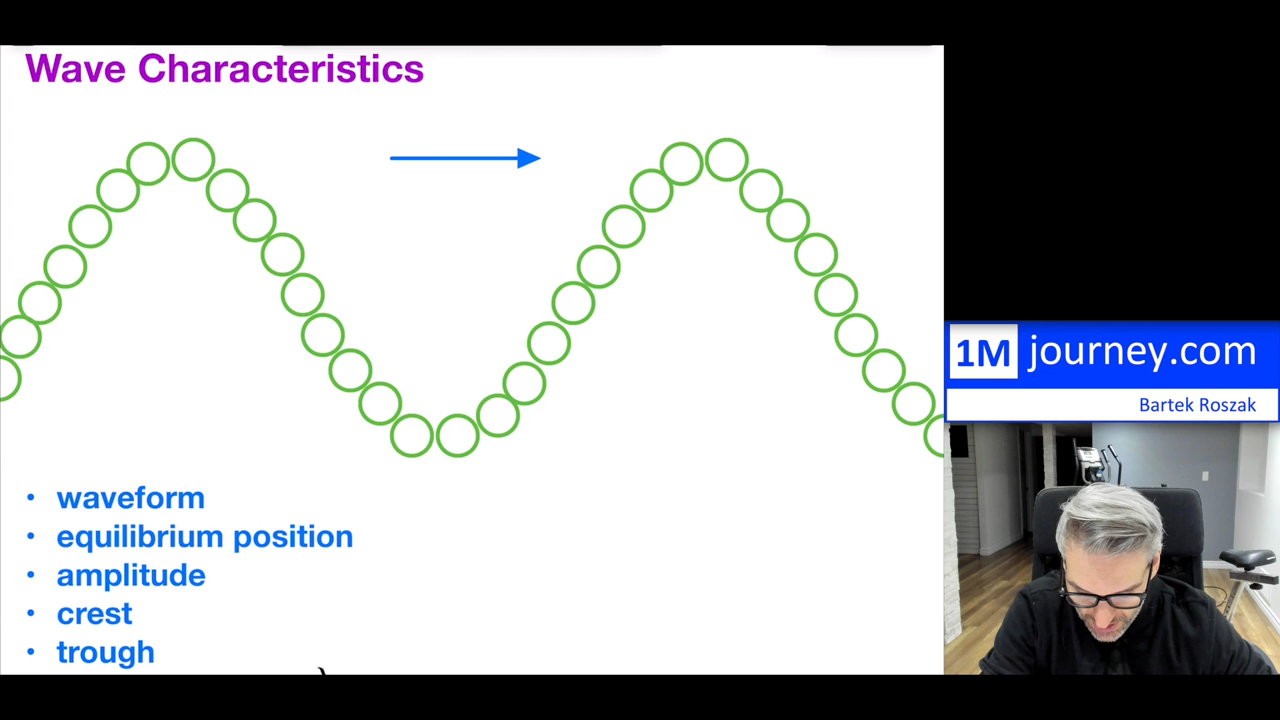 Wave Characteristics
1M journey.com
Bartek Roszak
• waveform
• equilibrium position
• amplitude
• crest
• trough